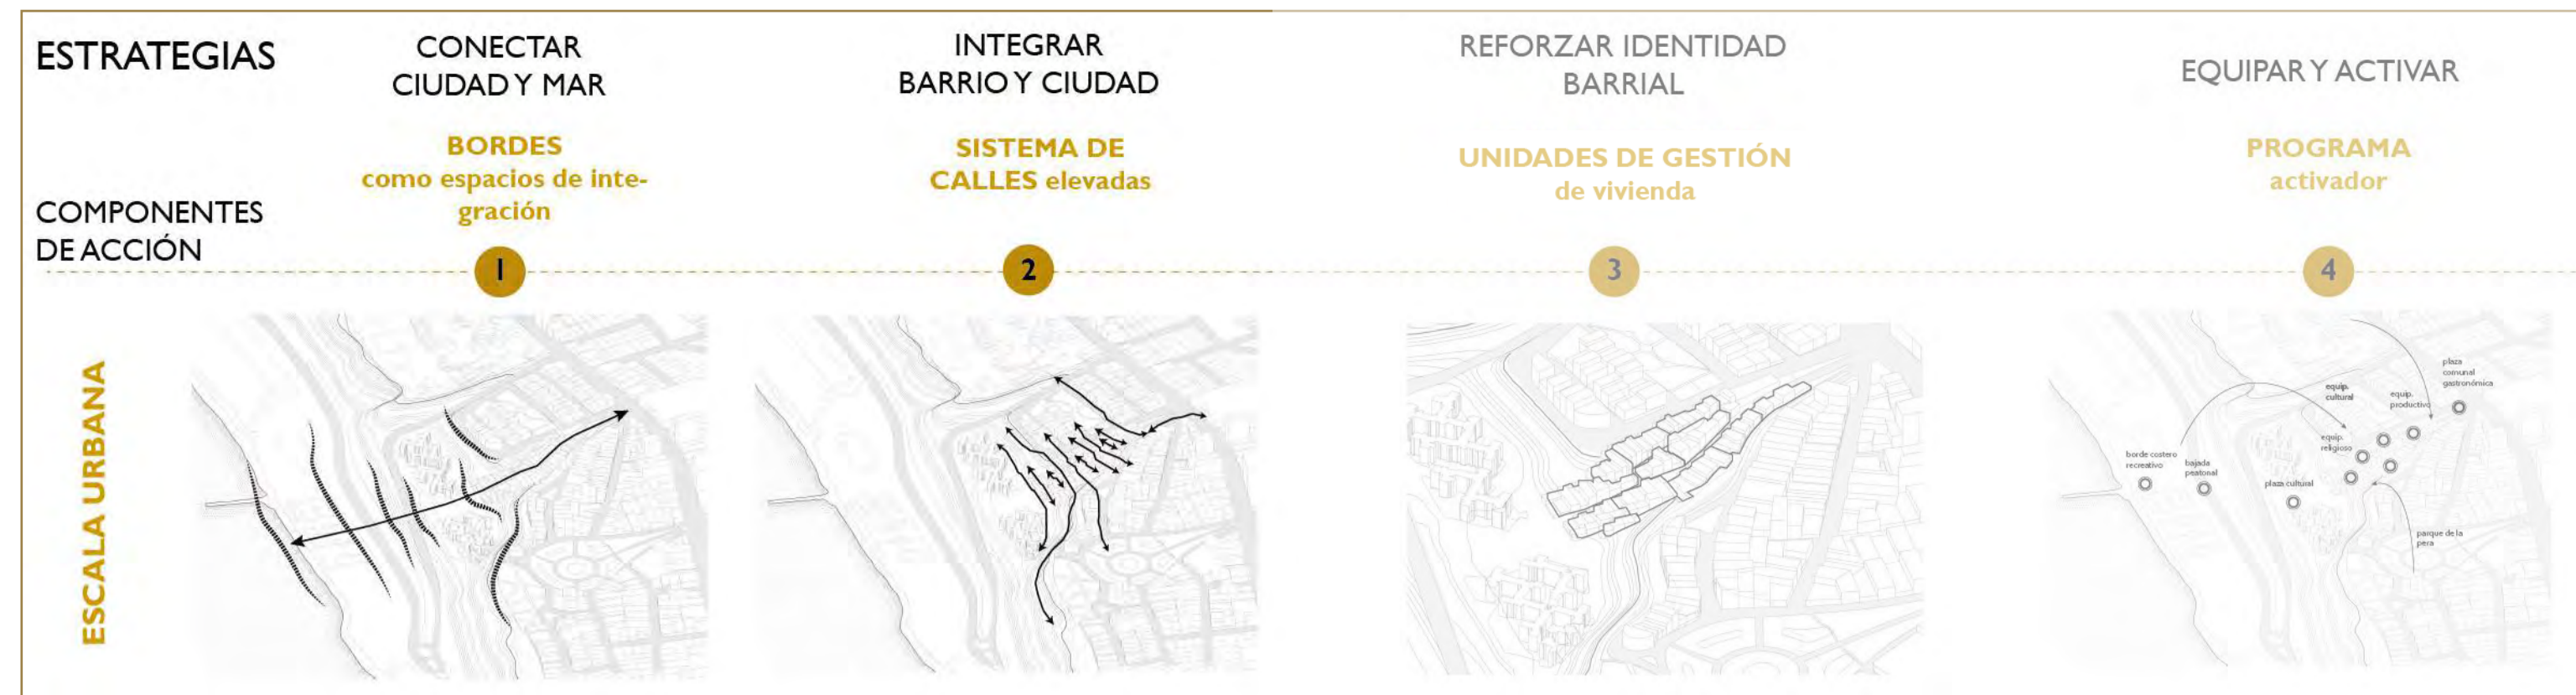 ESTRATEGIAS
CONECTAR
CIUDAD Y MAR
INTEGRAR
BARRIO Y CIUDAD
REFORZAR IDENTIDAD
BARRIAL
EQUIPAR Y ACTIVAR
COMPONENTES
DE ACCIÓN
BORDES
como espacios de inte-
gración
SISTEMA DE
CALLES elevadas
UNIDADES DE GESTIÓN
de vivienda
PROGRAMA
activador
1
2
3
4
ESCALA URBANA
plaza
comunal
gastronómica
equip.
cultural
equip.
productivo
equip.
religioso
borde costero
recreativo
bajada
peatonal
plaza cultural
parque de la
pera